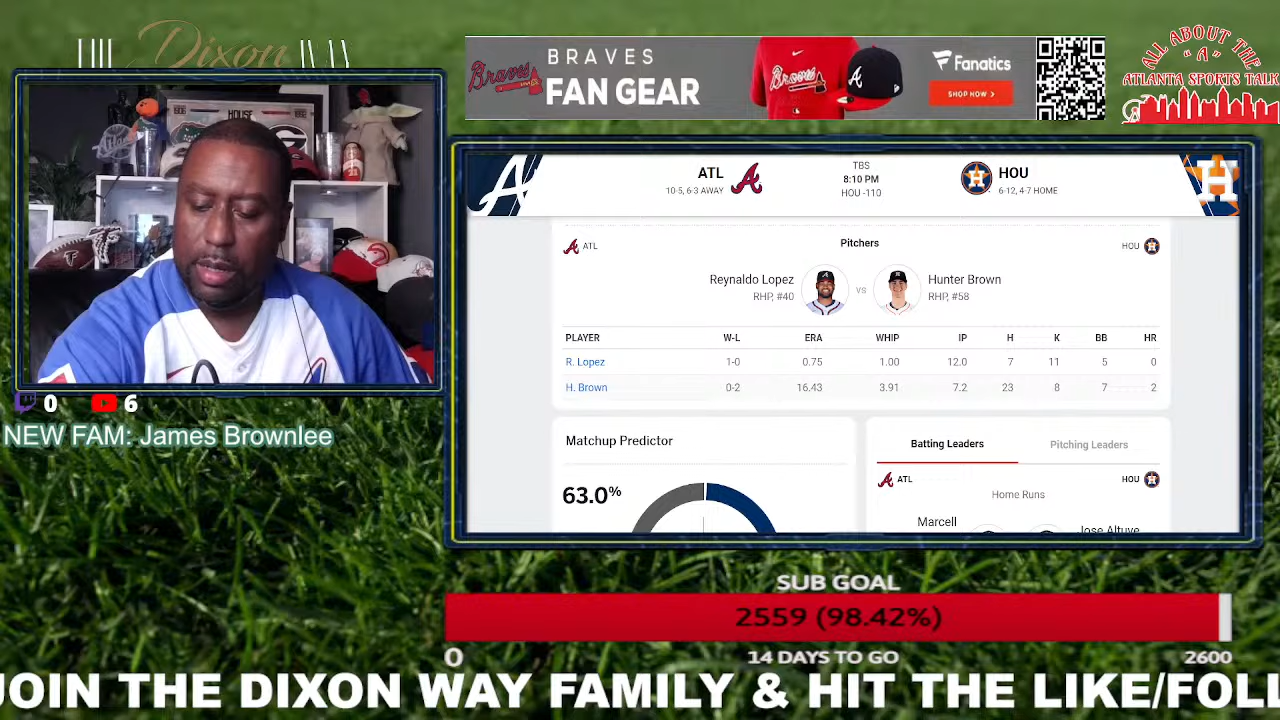 Dixon
BRAVES
FAN GEAR
Braves
Braves
Fanatics
SHOP NOW >
ALL ABOUT THE
"A"
ATLANTA SPORTS TALK
HOUSE
ATL
10-5, 6-3 AWAY
TBS
8:10 PM
HOU -110
HOU
6-12, 4-7 HOME
ATL
Pitchers
HOU
Reynaldo Lopez
RHP, #40
vs
Hunter Brown
RHP, #58
PLAYER W-L ERA WHIP IP H K BB HR
R. Lopez 1-0 0.75 1.00 12.0 7 11 5 0
H. Brown 0-2 16.43 3.91 7.2 23 8 7 2
Matchup Predictor
63.0%
Batting Leaders
Pitching Leaders
ATL
HOU
Home Runs
Marcell
Jose Altuve
0 6
NEW FAM: James Brownlee
SUB GOAL
2559 (98.42%)
0 14 DAYS TO GO 2600
JOIN THE DIXON WAY FAMILY & HIT THE LIKE/FOLL